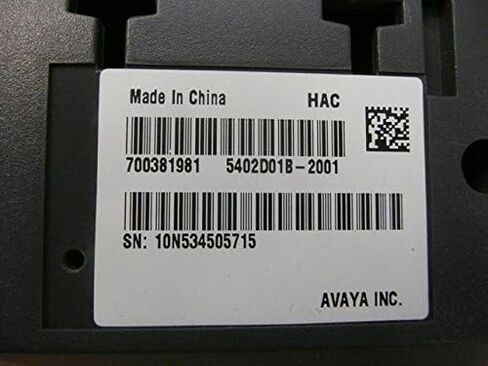 Made In China HAC
700381981 5402D01B-2001
SN: 10N534505715
AVAYA INC.